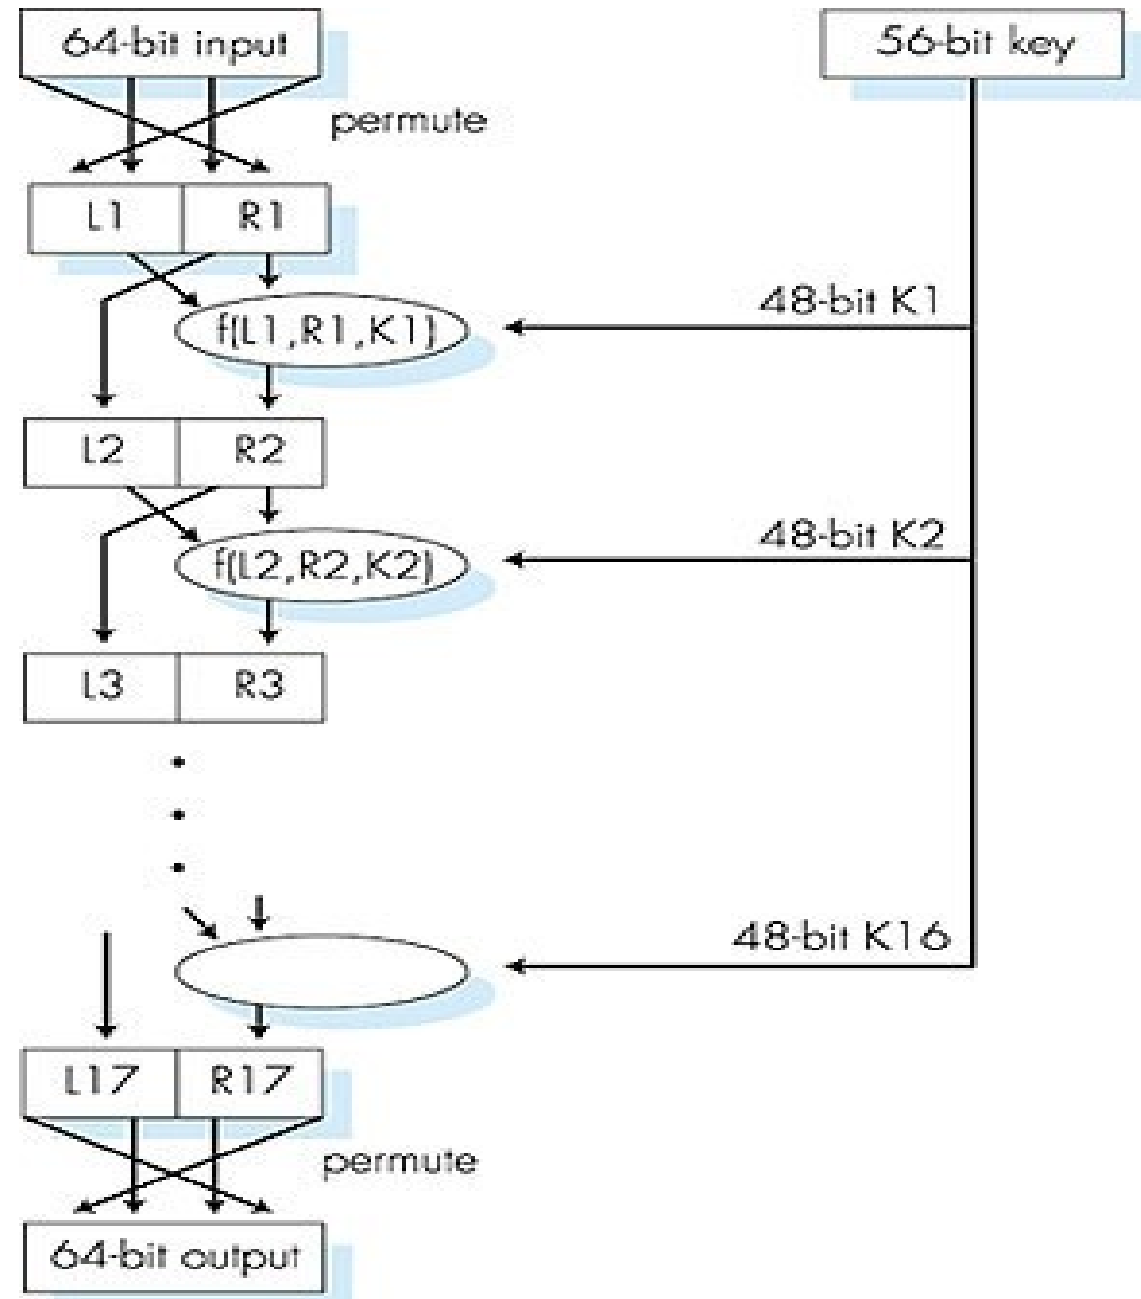 64-bit input
56-bit key
permute
L1
R1
48-bit K1
f(L1,R1,K1)
L2
R2
48-bit K2
f(L2,R2,K2)
L3
R3
48-bit K16
L17
R17
permute
64-bit output